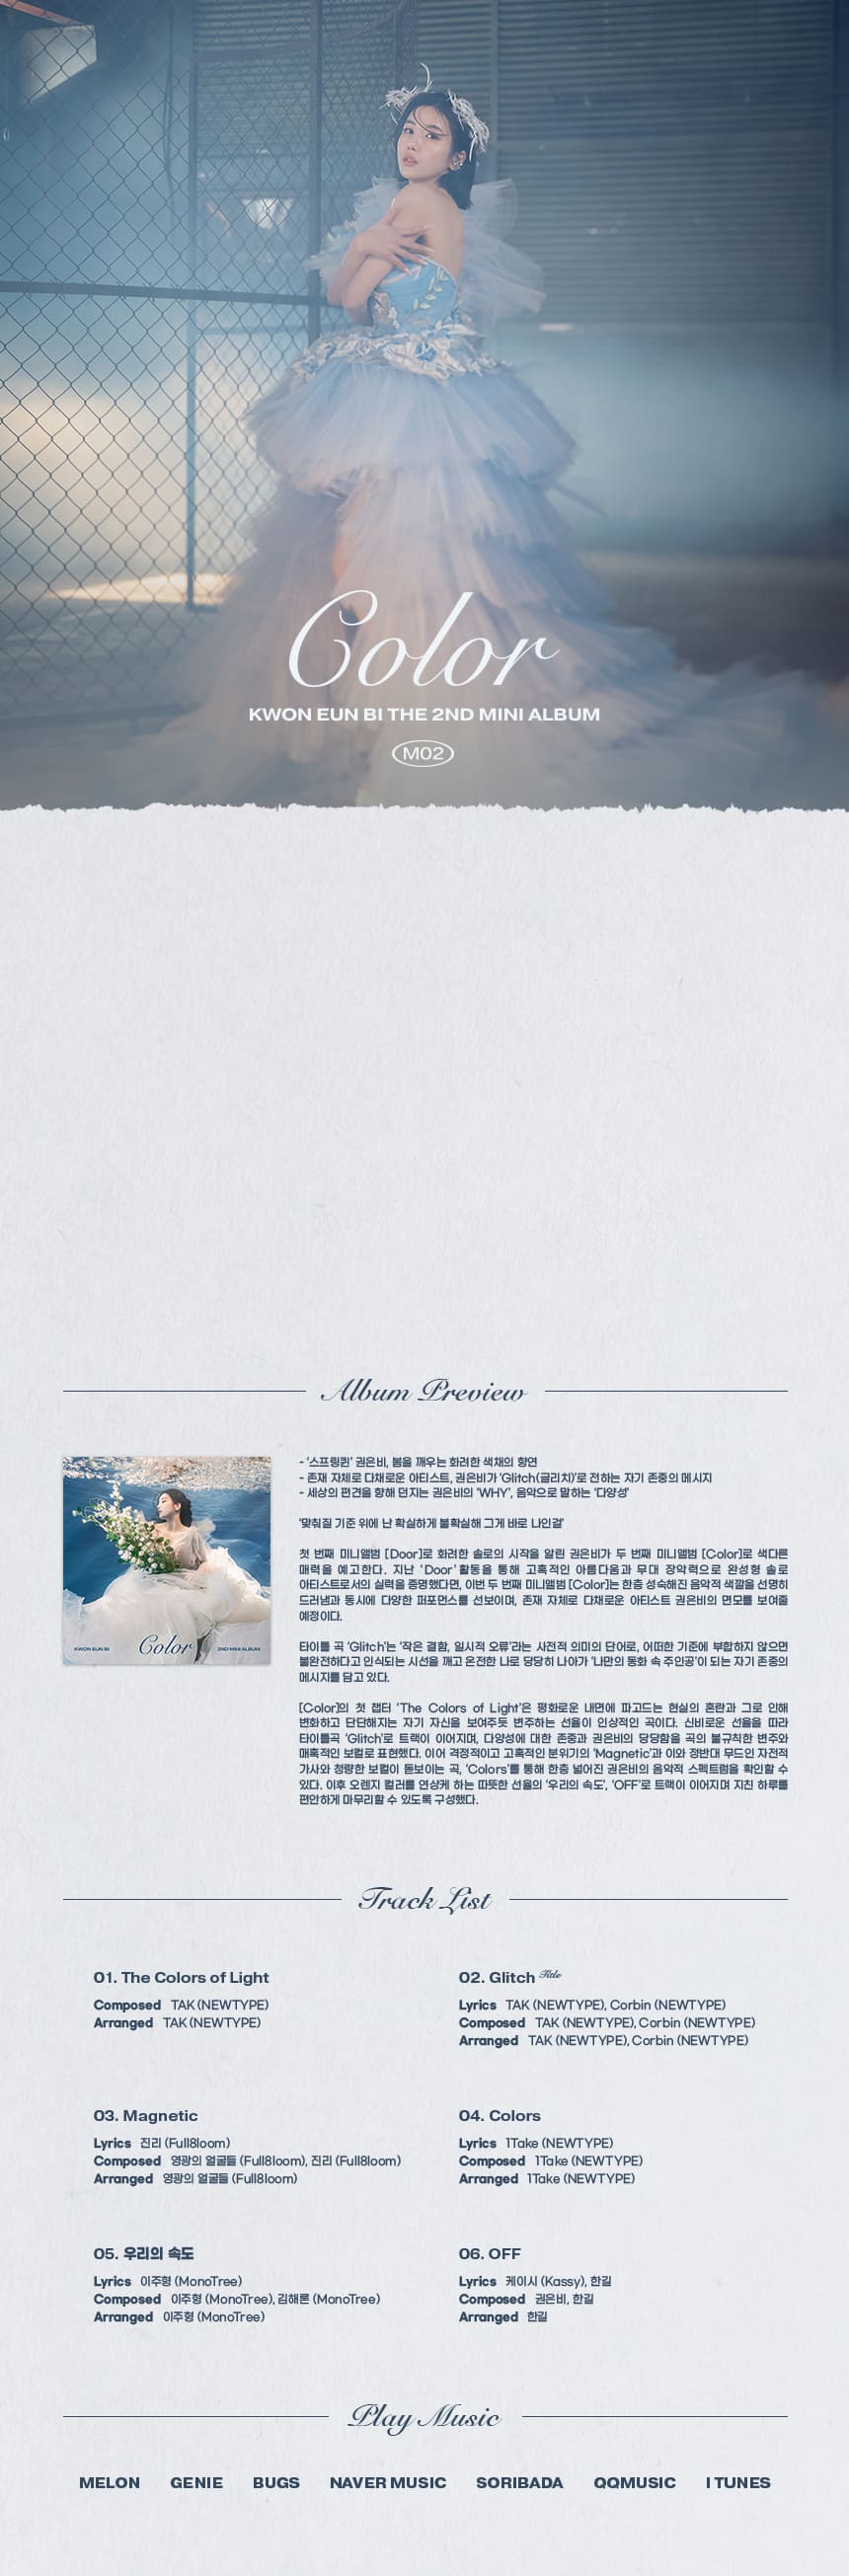 Color
KWON EUN BI THE 2ND MINI ALBUM
M02
Album Preview
KWON EUN BI
Color
2ND MINI ALBUM
- '스프링퀸' 권은비, 봄을 깨우는 화려한 색채의 향연
- 존재 자체로 다채로운 아티스트, 권은비가 'Glitch(글리치)'로 전하는 자기 존중의 메시지
- 세상의 편견을 향해 던지는 권은비의 'WHY', 음악으로 말하는 '다양성'
'맞춰질 기준 위에 난 확실하게 불확실해 그게 바로 나인걸'
첫 번째 미니앨범 [Door]로 화려한 솔로의 시작을 알린 권은비가 두 번째 미니앨범 [Color]로 색다른
매력을 예고한다. 지난 'Door' 활동을 통해 고혹적인 아름다움과 무대 장악력으로 완성형 솔로
아티스트로서의 실력을 증명했다면, 이번 두 번째 미니앨범 [Color]는 한층 성숙해진 음악적 색깔을 선명히
드러냄과 동시에 다양한 퍼포먼스를 선보이며, 존재 자체로 다채로운 아티스트 권은비의 면모를 보여줄
예정이다.
타이틀 곡 'Glitch'는 '작은 결함, 일시적 오류'라는 사전적 의미의 단어로, 어떠한 기준에 부합하지 않으면
불완전하다고 인식되는 시선을 깨고 온전한 나로 당당히 나아가 '나만의 동화 속 주인공'이 되는 자기 존중의
메시지를 담고 있다.
[Color]의 첫 챕터 'The Colors of Light'은 평화로운 내면에 파고드는 현실의 혼란과 그로 인해
변화하고 단단해지는 자기 자신을 보여주듯 변주하는 선율이 인상적인 곡이다. 신비로운 선율을 따라
타이틀곡 'Glitch'로 트랙이 이어지며, 다양성에 대한 존중과 권은비의 당당함을 곡의 불규칙한 변주와
매혹적인 보컬로 표현했다. 이어 격정적이고 고혹적인 분위기의 'Magnetic'과 이와 정반대 무드인 자전적
가사와 청량한 보컬이 돋보이는 곡, 'Colors'를 통해 한층 넓어진 권은비의 음악적 스펙트럼을 확인할 수
있다. 이후 오렌지 컬러를 연상케 하는 따뜻한 선율의 '우리의 속도', 'OFF'로 트랙이 이어지며 지친 하루를
편안하게 마무리할 수 있도록 구성했다.
Track List
01. The Colors of Light
Composed TAK (NEWTYPE)
Arranged TAK (NEWTYPE)
02. Glitch Title
Lyrics TAK (NEWTYPE), Corbin (NEWTYPE)
Composed TAK (NEWTYPE), Corbin (NEWTYPE)
Arranged TAK (NEWTYPE), Corbin (NEWTYPE)
03. Magnetic
Lyrics 진리 (Full8loom)
Composed 영광의 얼굴들 (Full8loom), 진리 (Full8loom)
Arranged 영광의 얼굴들 (Full8loom)
04. Colors
Lyrics 1Take (NEWTYPE)
Composed 1Take (NEWTYPE)
Arranged 1Take (NEWTYPE)
05. 우리의 속도
Lyrics 이주형 (MonoTree)
Composed 이주형 (MonoTree), 김해론 (MonoTree)
Arranged 이주형 (MonoTree)
06. OFF
Lyrics 케이시 (Kassy), 한길
Composed 권은비, 한길
Arranged 한길
Play Music
MELON GENIE BUGS NAVER MUSIC SORIBADA QQMUSIC I TUNES